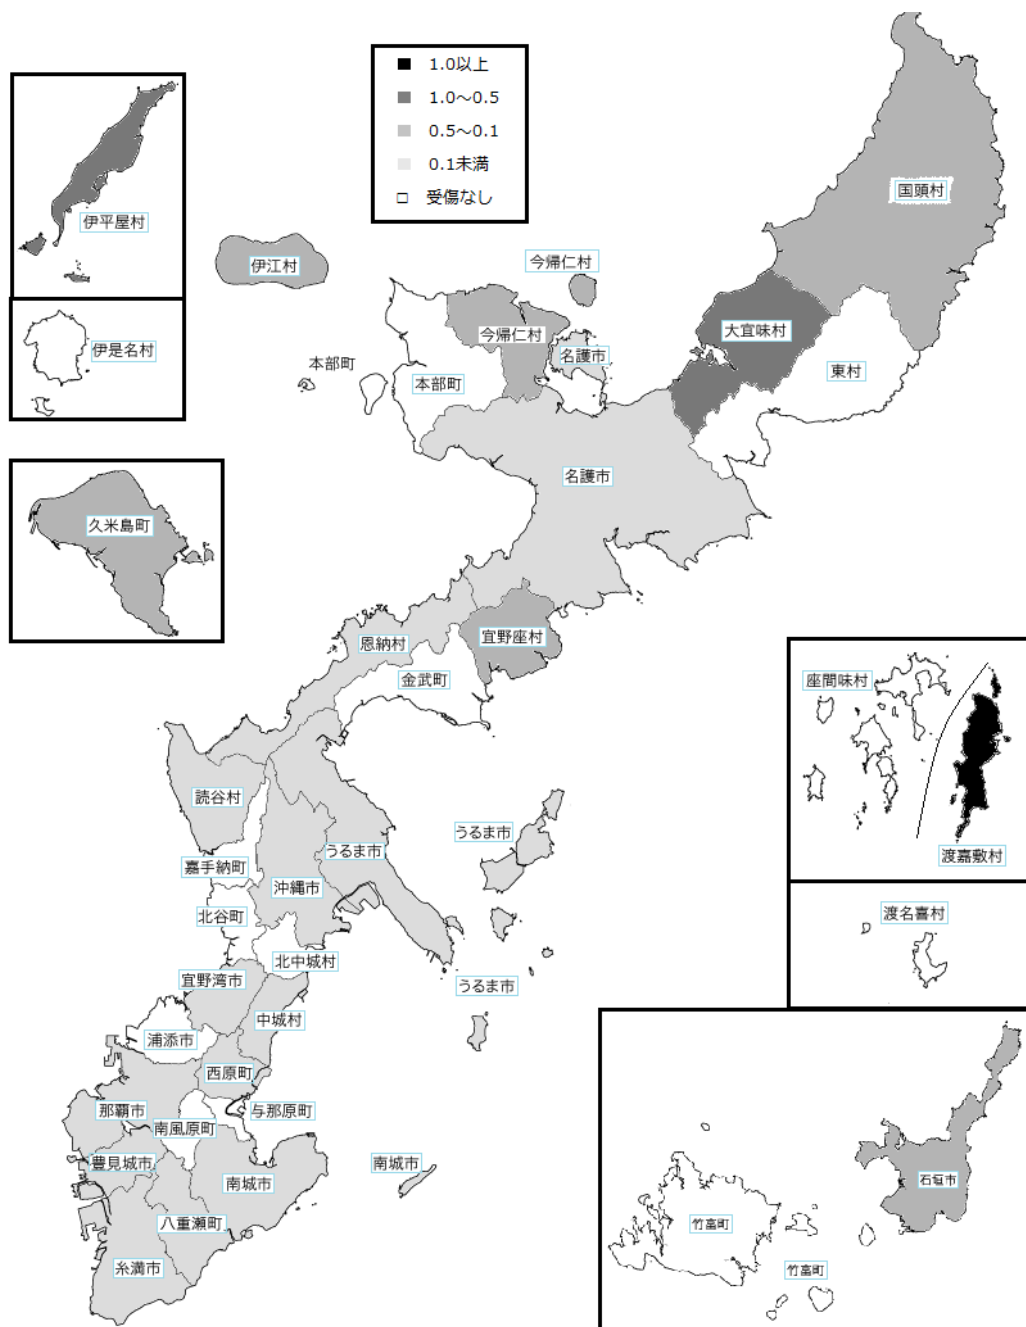 1.0以上
1.0～0.5
0.5～0.1
0.1未満
受傷なし
国頭村
伊平屋村
伊江村
今帰仁村
伊是名村
今帰仁村
大宜味村
名護市
本部町
本部町
東村
名護市
久米島町
恩納村
宜野座村
金武町
座間味村
渡嘉敷村
読谷村
うるま市
うるま市
嘉手納町
沖縄市
北谷町
渡名喜村
北中城村
宜野湾市
うるま市
中城村
浦添市
西原町
那覇市
与那原町
南風原町
豊見城市
南城市
南城市
石垣市
八重瀬町
竹富町
糸満市
竹富町